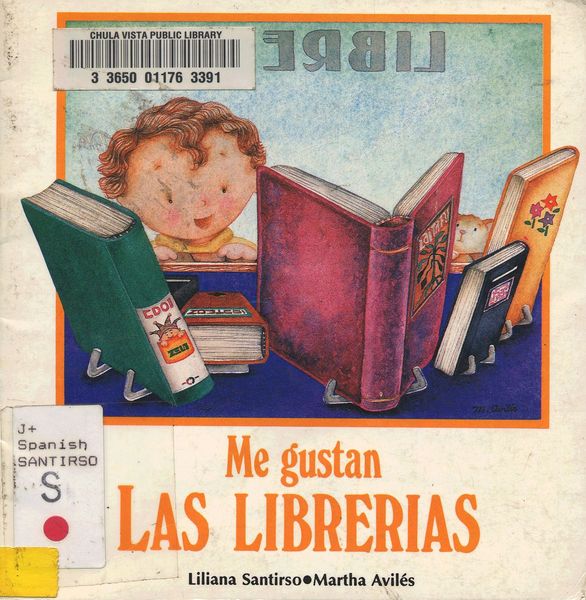 CHULA VISTA PUBLIC LIBRARY
3 3650 01176 3391
LIBRE
M. Avilés
J+
Spanish
SANTIRSO
S
Me gustan
LAS LIBRERIAS
Liliana Santirso●Martha Avilés